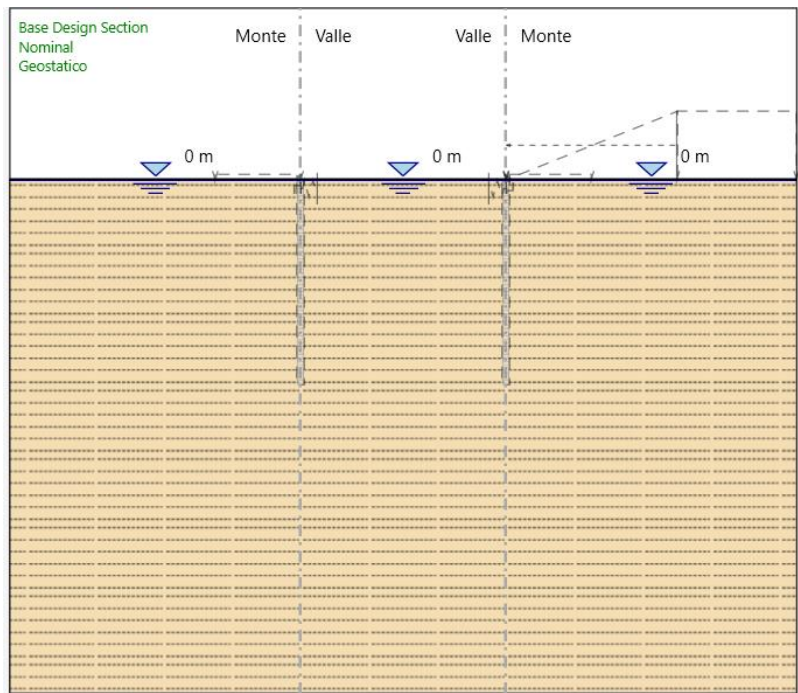 Base Design Section
Nominal
Geostatico
Monte
Valle
Valle
Monte
0 m
0 m
0 m